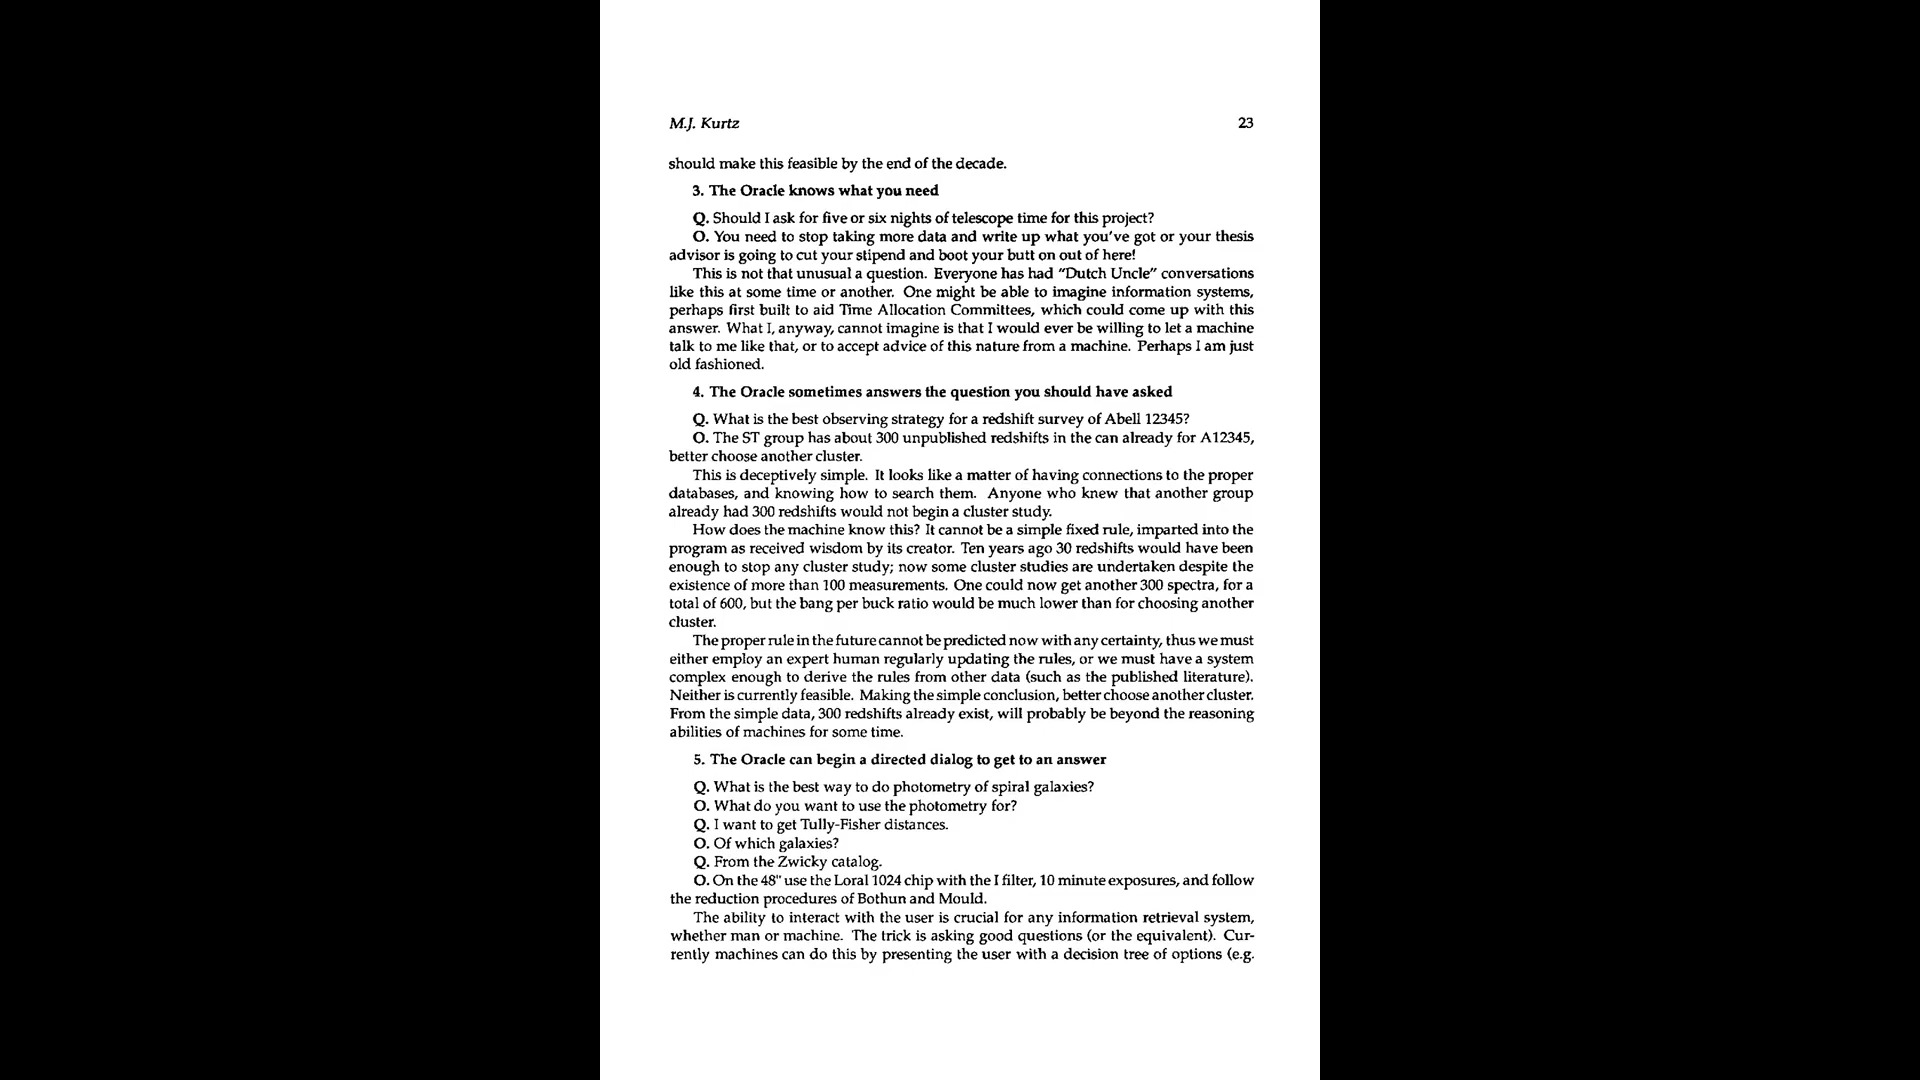 M.J. Kurtz 23
should make this feasible by the end of the decade.
3. The Oracle knows what you need
Q. Should I ask for five or six nights of telescope time for this project?
O. You need to stop taking more data and write up what you've got or your thesis
advisor is going to cut your stipend and boot your butt on out of here!
This is not that unusual a question. Everyone has had "Dutch Uncle" conversations
like this at some time or another. One might be able to imagine information systems,
perhaps first built to aid Time Allocation Committees, which could come up with this
answer. What I, anyway, cannot imagine is that I would ever be willing to let a machine
talk to me like that, or to accept advice of this nature from a machine. Perhaps I am just
old fashioned.
4. The Oracle sometimes answers the question you should have asked
Q. What is the best observing strategy for a redshift survey of Abell 12345?
O. The ST group has about 300 unpublished redshifts in the can already for A12345,
better choose another cluster.
This is deceptively simple. It looks like a matter of having connections to the proper
databases, and knowing how to search them. Anyone who knew that another group
already had 300 redshifts would not begin a cluster study.
How does the machine know this? It cannot be a simple fixed rule, imparted into the
program as received wisdom by its creator. Ten years ago 30 redshifts would have been
enough to stop any cluster study; now some cluster studies are undertaken despite the
existence of more than 100 measurements. One could now get another 300 spectra, for a
total of 600, but the bang per buck ratio would be much lower than for choosing another
cluster.
The proper rule in the future cannot be predicted now with any certainty, thus we must
either employ an expert human regularly updating the rules, or we must have a system
complex enough to derive the rules from other data (such as the published literature).
Neither is currently feasible. Making the simple conclusion, better choose another cluster.
From the simple data, 300 redshifts already exist, will probably be beyond the reasoning
abilities of machines for some time.
5. The Oracle can begin a directed dialog to get to an answer
Q. What is the best way to do photometry of spiral galaxies?
O. What do you want to use the photometry for?
Q. I want to get Tully-Fisher distances.
O. Of which galaxies?
Q. From the Zwicky catalog.
O. On the 48" use the Loral 1024 chip with the I filter, 10 minute exposures, and follow
the reduction procedures of Bothun and Mould.
The ability to interact with the user is crucial for any information retrieval system,
whether man or machine. The trick is asking good questions (or the equivalent). Cur-
rently machines can do this by presenting the user with a decision tree of options (e.g.